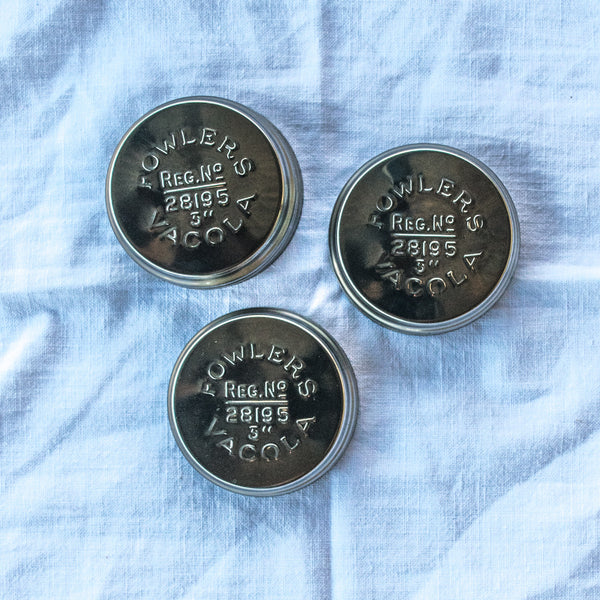 FOWLERS
REG. Nº
28195
3"
VACOLA
FOWLERS
REG. Nº
28195
3"
VACOLA
FOWLERS
REG. Nº
28195
3"
VACOLA